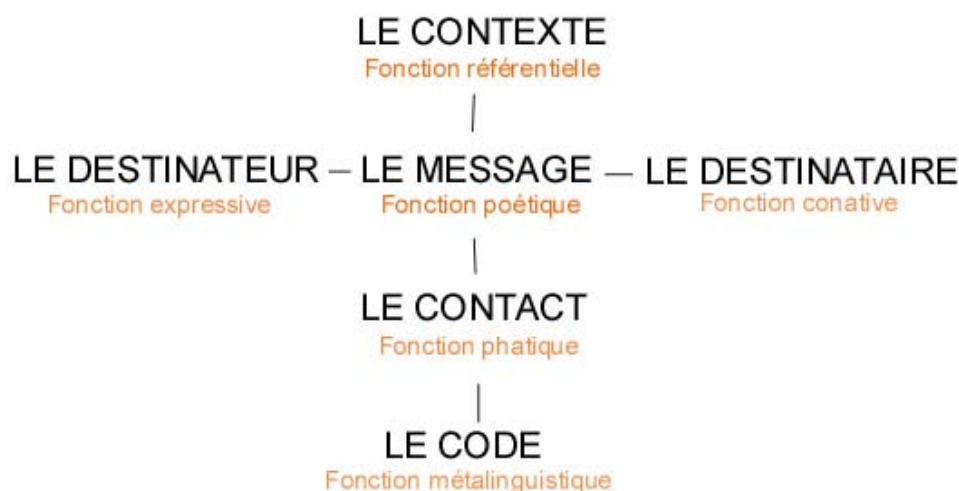 LE CONTEXTE
Fonction référentielle
LE DESTINATEUR – LE MESSAGE – LE DESTINATAIRE
Fonction expressive Fonction poétique Fonction conative
LE CONTACT
Fonction phatique
LE CODE
Fonction métalinguistique